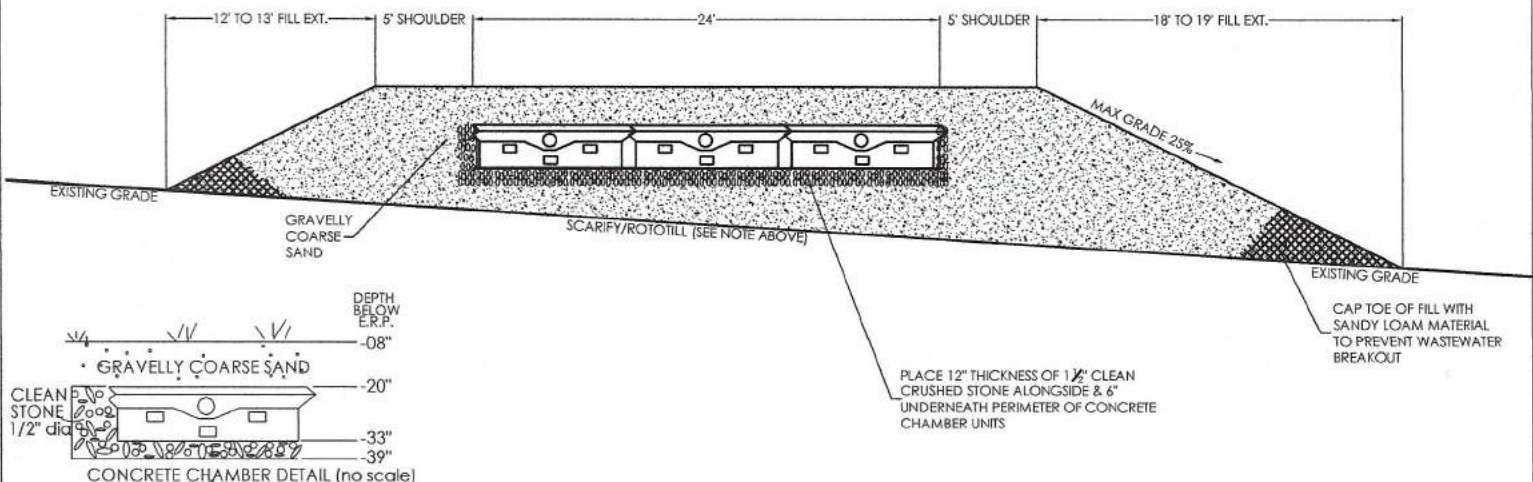 12' TO 13' FILL EXT.
5' SHOULDER
24'
5' SHOULDER
18' TO 19' FILL EXT.
MAX GRADE 25%
EXISTING GRADE
GRAVELLY
COARSE
SAND
SCARIFY/ROTOTILL (SEE NOTE ABOVE)
EXISTING GRADE
CAP TOE OF FILL WITH
SANDY LOAM MATERIAL
TO PREVENT WASTEWATER
BREAKOUT
PLACE 12" THICKNESS OF 1½" CLEAN
CRUSHED STONE ALONGSIDE & 6"
UNDERNEATH PERIMETER OF CONCRETE
CHAMBER UNITS
DEPTH
BELOW
E.R.P.
-08"
GRAVELLY COARSE SAND
-20"
CLEAN
STONE
1/2" dia
-33"
-39"
CONCRETE CHAMBER DETAIL (no scale)